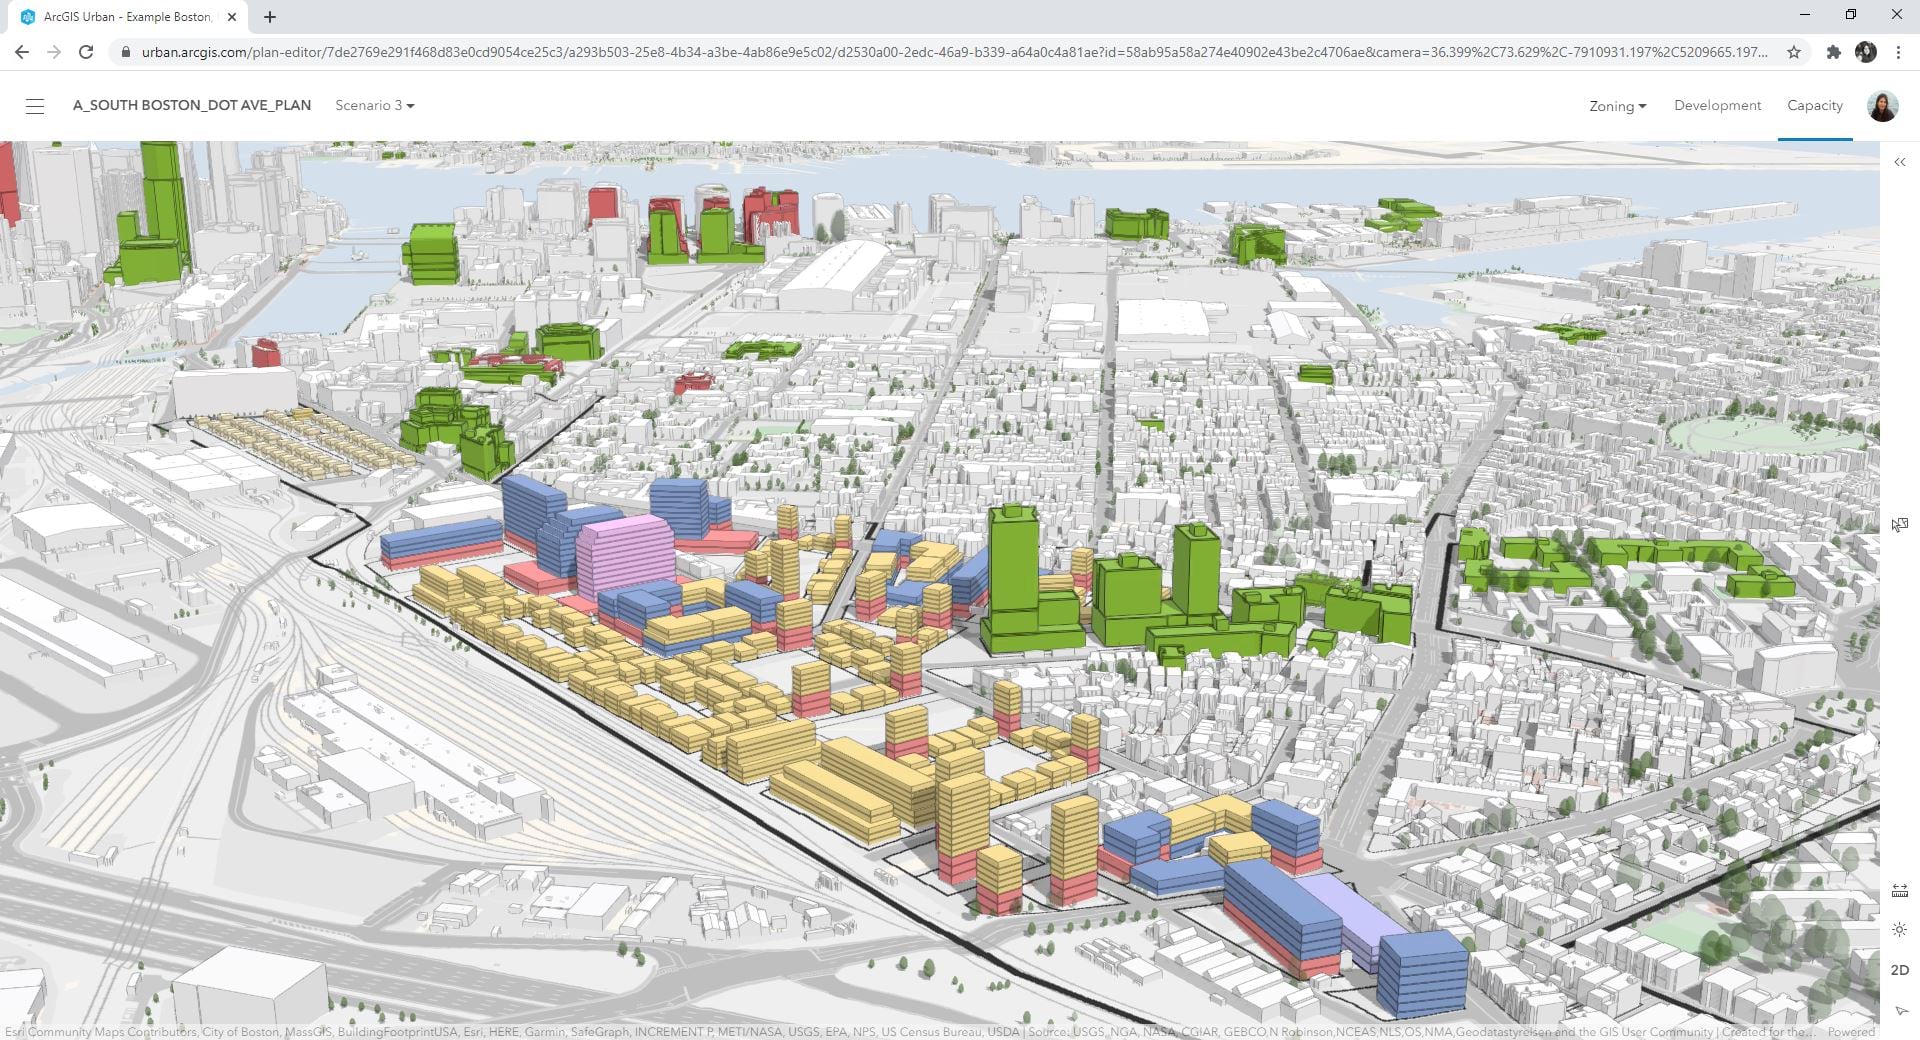 ArcGIS Urban - Example Boston,
urban.arcgis.com/plan-editor/7de2769e291f468d83e0cd9054ce25c3/a293b503-25e8-4b34-a3be-4ab86e9e5c02/d2530a00-2edc-46a9-b339-a64a0c4a81ae?id=58ab95a58a274e40902e43be2c4706ae&camera=36.399%2C73.629%2C-7910931.197%2C5209665.197...
A_SOUTH BOSTON_DOT AVE_PLAN Scenario 3 Zoning Development Capacity
2D
Esri Community Maps Contributors, City of Boston, MassGIS, BuildingFootprintUSA, Esri, HERE, Garmin, SafeGraph, INCREMENT P, METI/NASA, USGS, EPA, NPS, US Census Bureau, USDA | Source: USGS, NGA, NASA, CGIAR, GEBCO,N Robinson,NCEAS,NLS,OS,NMA,Geodatastyrelsen and the GIS User Community | Created for the... Powered